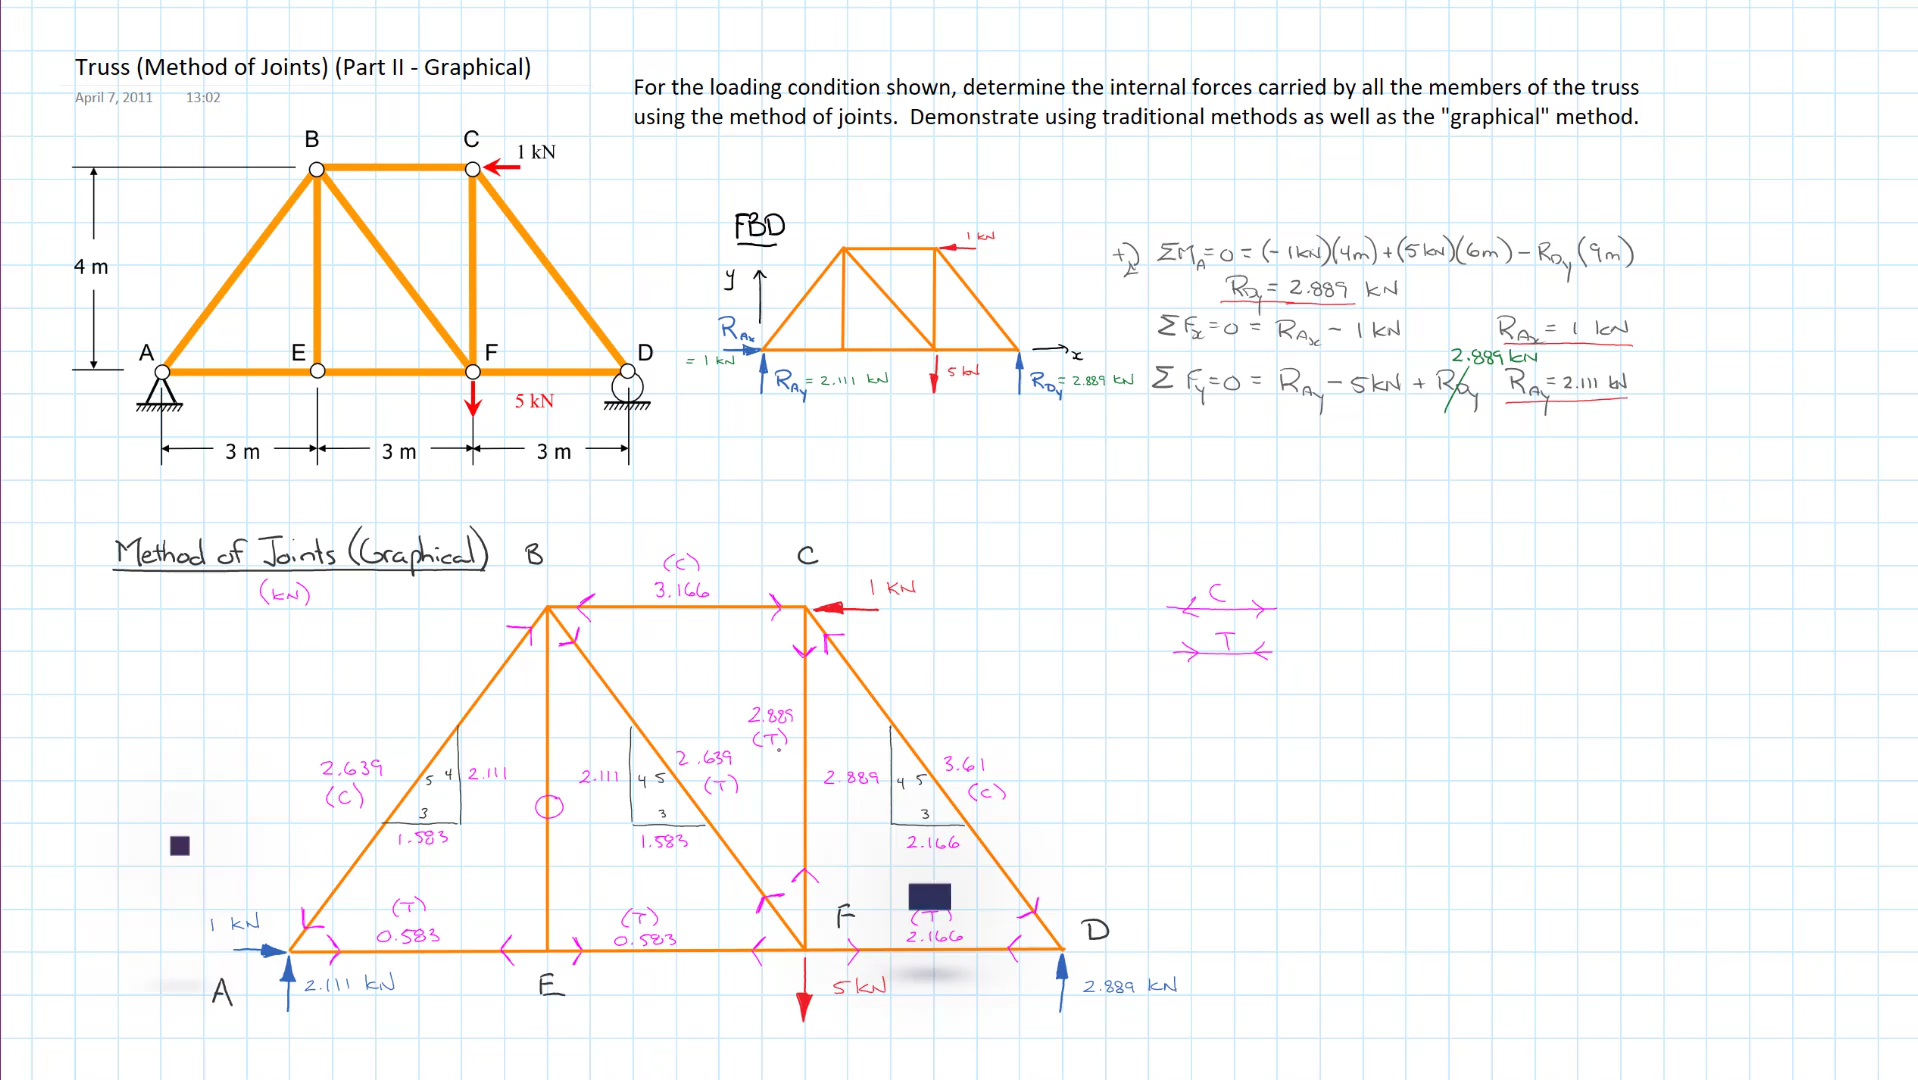 Truss (Method of Joints) (Part II - Graphical)
April 7, 2011 13:02
For the loading condition shown, determine the internal forces carried by all the members of the truss
using the method of joints. Demonstrate using traditional methods as well as the "graphical" method.
B C
1 kN
4 m
A E F D
5 kN
3 m 3 m 3 m
FBD
y
1 kN
R_Ax
= 1 kN
x
R_Ay = 2.111 kN
5 kN
R_Dy = 2.889 kN
+) ΣM_A = 0 = (-1kN)(4m) + (5kN)(6m) - R_Dy (9m)
R_Dy = 2.889 kN
ΣF_x = 0 = R_Ax - 1 kN R_Ax = 1 kN
2.889 kN
ΣF_y = 0 = R_Ay - 5kN + R_Dy R_Ay = 2.111 kN
Method of Joints (Graphical)
(kN)
B C
(C)
3.166
1 kN
C
T
2.639
(C)
5 4
3
2.111
1.583
2.111
4 5
3
1.583
2.639
(T)
2.889
(T)
2.889
4 5
3
2.166
3.61
(C)
(T)
0.583
(T)
0.583
(T)
2.166
F
D
1 kN
A
2.111 kN
E
5 kN
2.889 kN